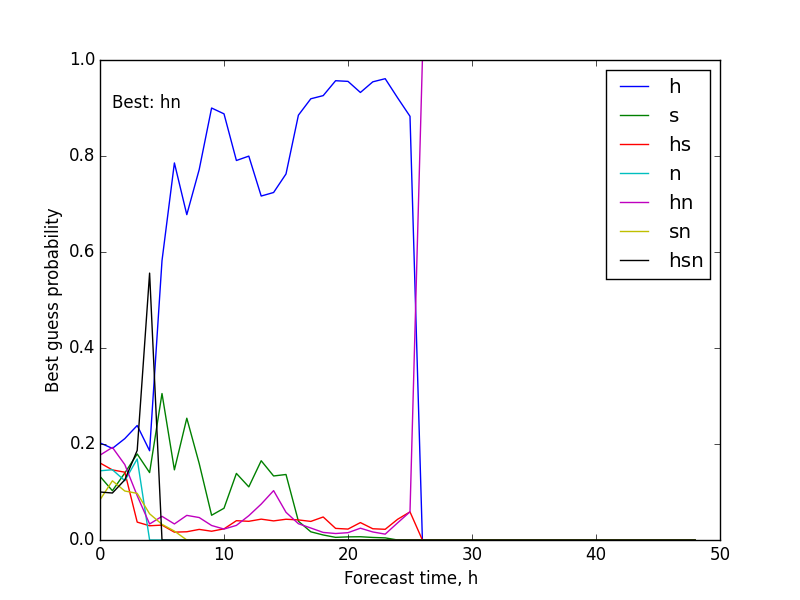 1.0
0.8
0.6
0.4
0.2
0.0
Best guess probability
Best: hn
h
s
hs
n
hn
sn
hsn
0
10
20
30
40
50
Forecast time, h